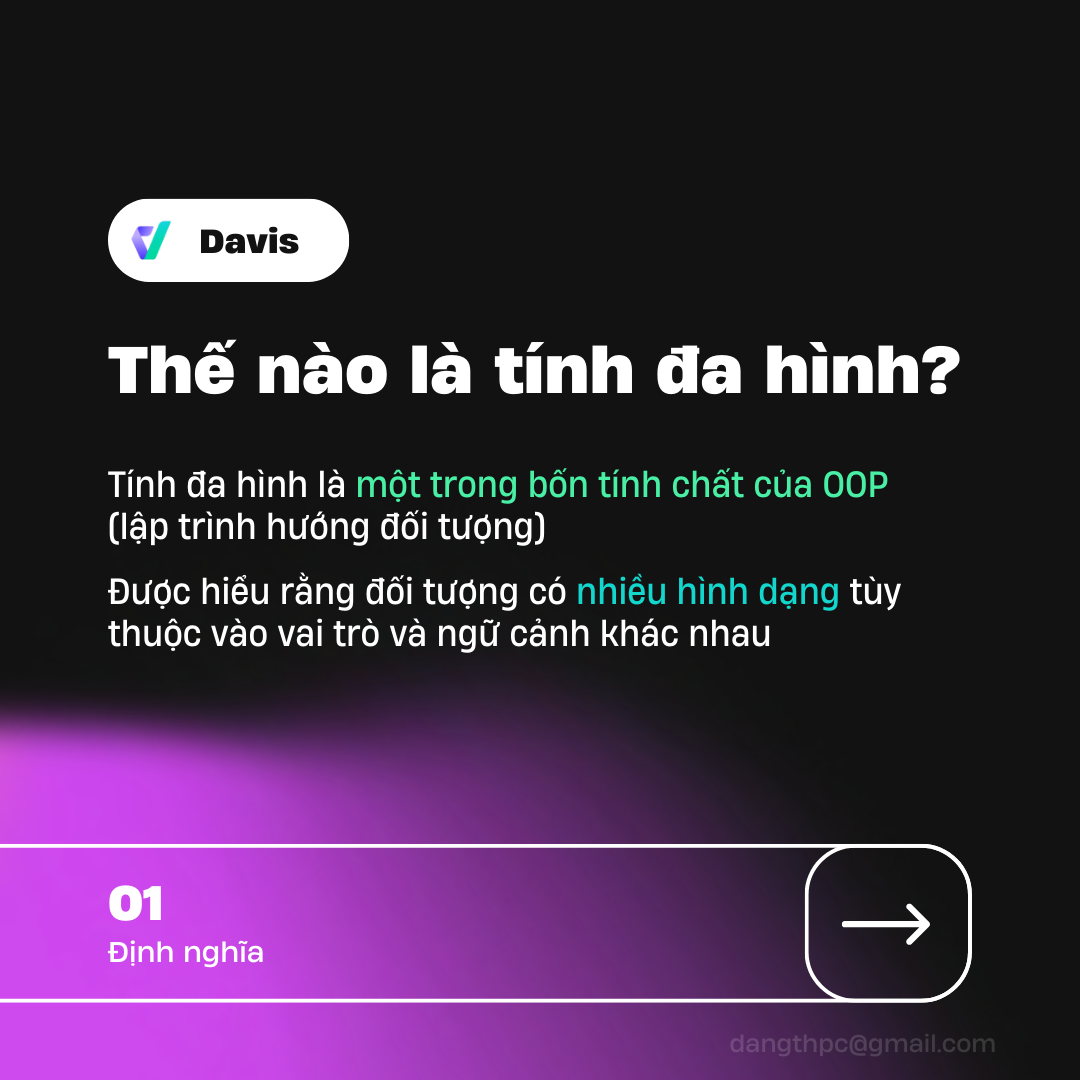 Davis
Thế nào là tính đa hình?
Tính đa hình là một trong bốn tính chất của OOP
(lập trình hướng đối tượng)
Được hiểu rằng đối tượng có nhiều hình dạng tùy
thuộc vào vai trò và ngữ cảnh khác nhau
01
Định nghĩa
dangthpc@gmail.com